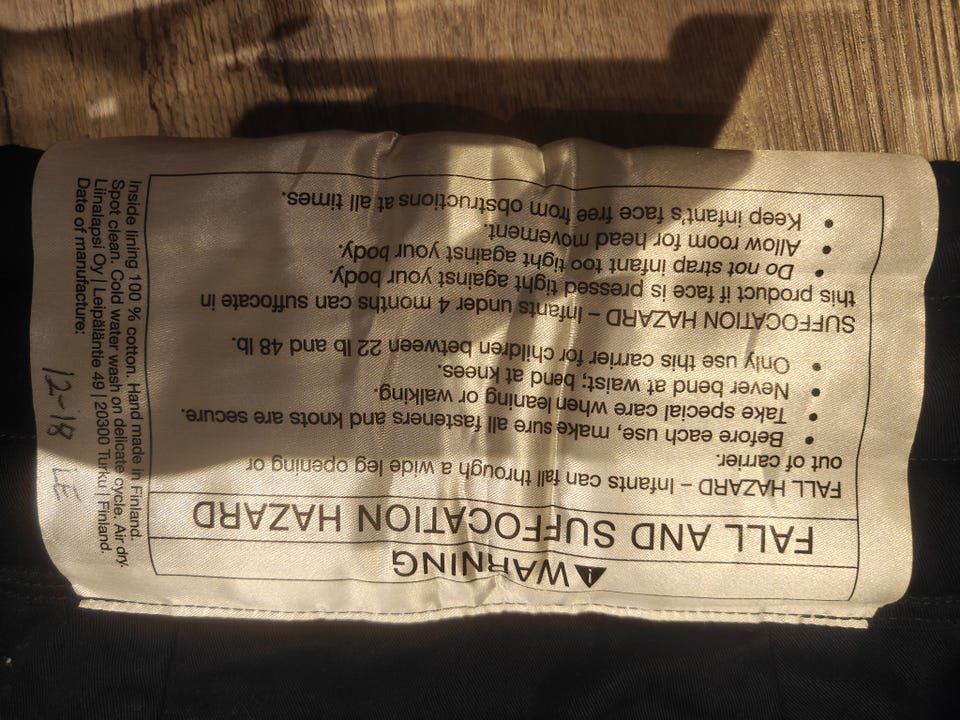 WARNING
FALL AND SUFFOCATION HAZARD
FALL HAZARD – Infants can fall through a wide leg opening or
out of carrier.
• Before each use, make sure all fasteners and knots are secure.
• Take special care when leaning or walking.
• Never bend at waist; bend at knees.
• Only use this carrier for children between 22 lb and 48 lb.
SUFFOCATION HAZARD – Infants under 4 months can suffocate in
this product if face is pressed tight against your body.
• Do not strap infant too tight against your body.
• Allow room for head movement.
• Keep infant's face free from obstructions at all times.
Inside lining 100 % cotton. Hand made in Finland.
Spot clean. Cold water wash on delicate cycle. Air dry.
Liinalapsi Oy | Leipäläntie 49 | 20300 Turku | Finland.
Date of manufacture:
12-18 LE